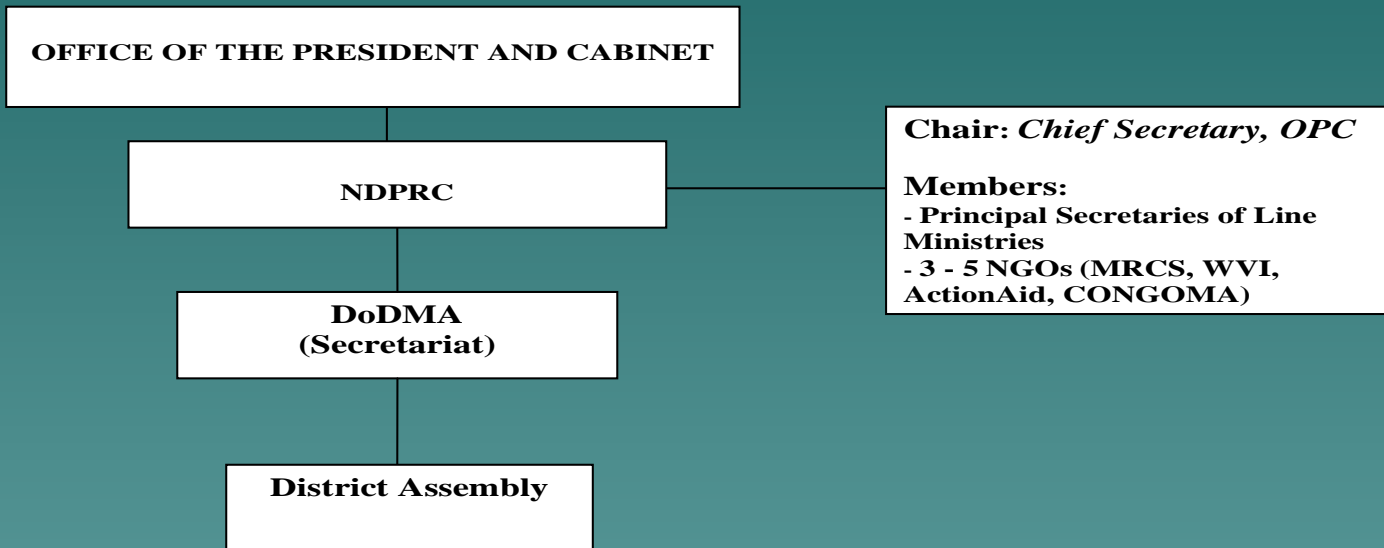 OFFICE OF THE PRESIDENT AND CABINET
NDPRC
Chair: Chief Secretary, OPC
Members:
- Principal Secretaries of Line
Ministries
- 3 - 5 NGOs (MRCS, WVI,
ActionAid, CONGOMA)
DoDMA
(Secretariat)
District Assembly